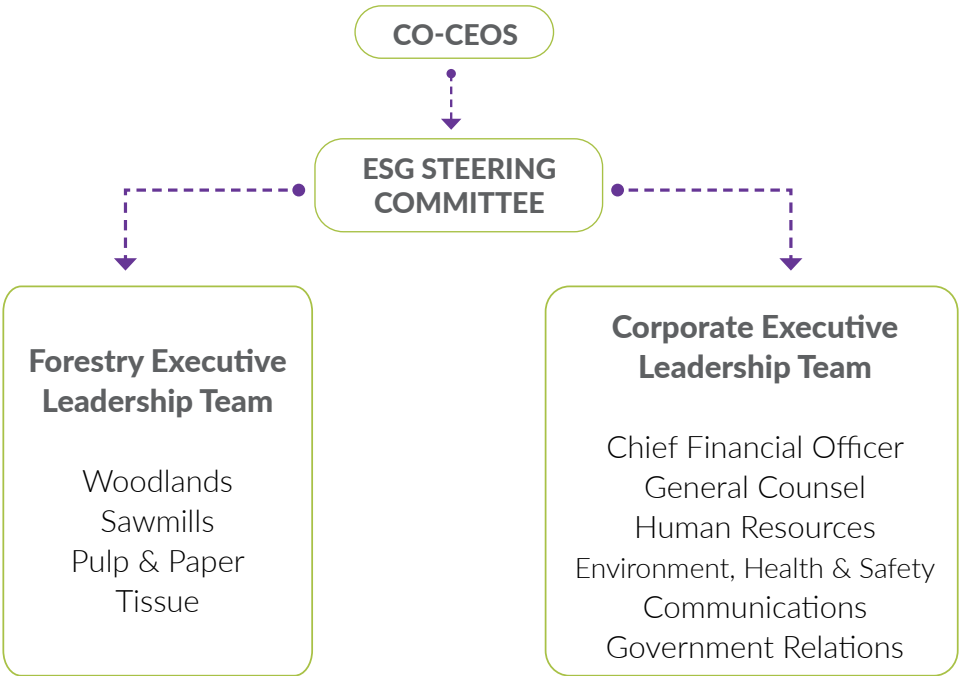 CO-CEOS
ESG STEERING
COMMITTEE
Forestry Executive
Leadership Team
Woodlands
Sawmills
Pulp & Paper
Tissue
Corporate Executive
Leadership Team
Chief Financial Officer
General Counsel
Human Resources
Environment, Health & Safety
Communications
Government Relations